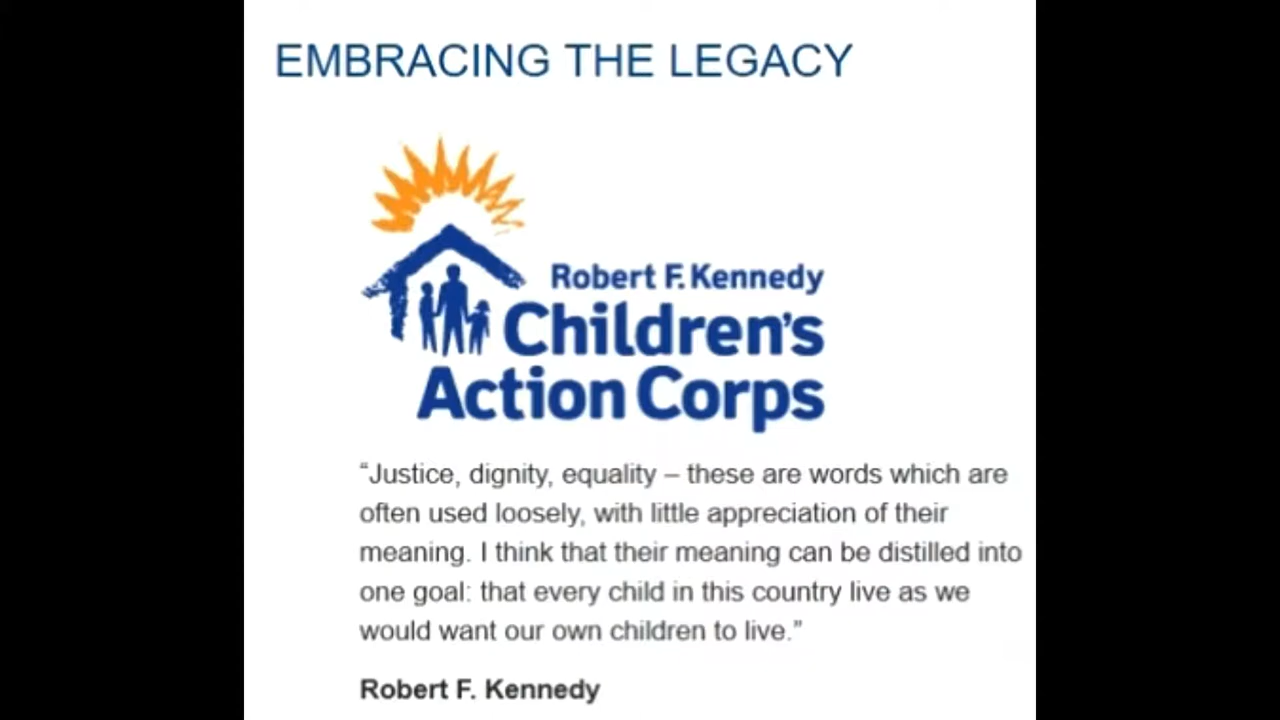 EMBRACING THE LEGACY
Robert F. Kennedy
Children's
Action Corps
“Justice, dignity, equality – these are words which are
often used loosely, with little appreciation of their
meaning. I think that their meaning can be distilled into
one goal: that every child in this country live as we
would want our own children to live.”
Robert F. Kennedy